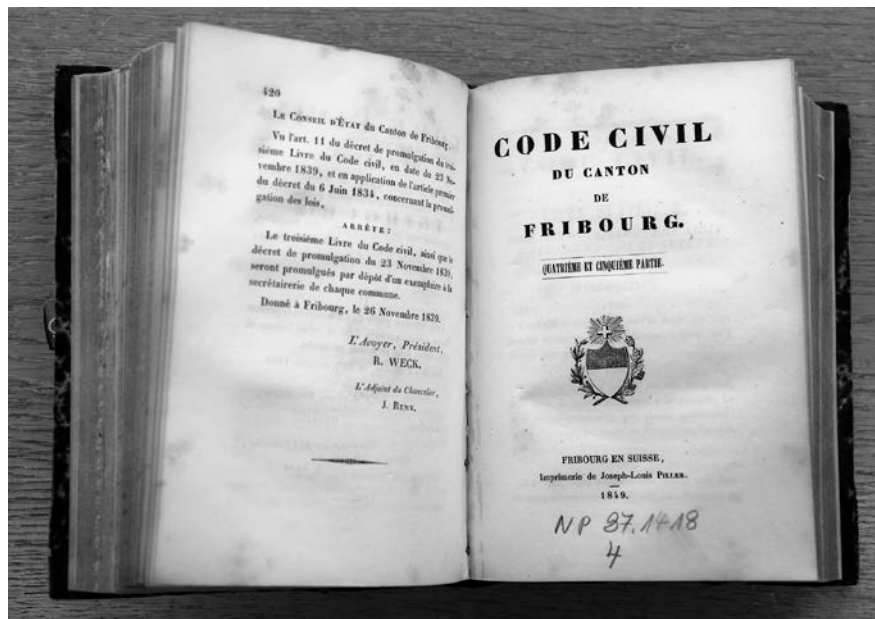 420
LE CONSEIL D'ÉTAT du Canton de Fribourg,
Vu l'art. 11 du décret de promulgation du troi-
sième Livre du Code civil, en date du 23 No-
vembre 1839, et en application de l'article premier
du décret du 6 Juin 1834, concernant la promul-
gation des lois,
ARRÊTE:
Le troisième Livre du Code civil, ainsi que le
décret de promulgation du 23 Novembre 1839,
seront promulgués par dépôt d'un exemplaire à la
secrétairerie de chaque commune.
Donné à Fribourg, le 26 Novembre 1839.
L'Avoyer, Président,
R. WECK.
L'Adjoint du Chancelier,
J. RENN.
CODE CIVIL
DU CANTON
DE
FRIBOURG.
QUATRIÈME ET CINQUIÈME PARTIE.
FRIBOURG EN SUISSE,
Imprimerie de Joseph-Louis PILLER.
1849.
NP 37.14.18
4